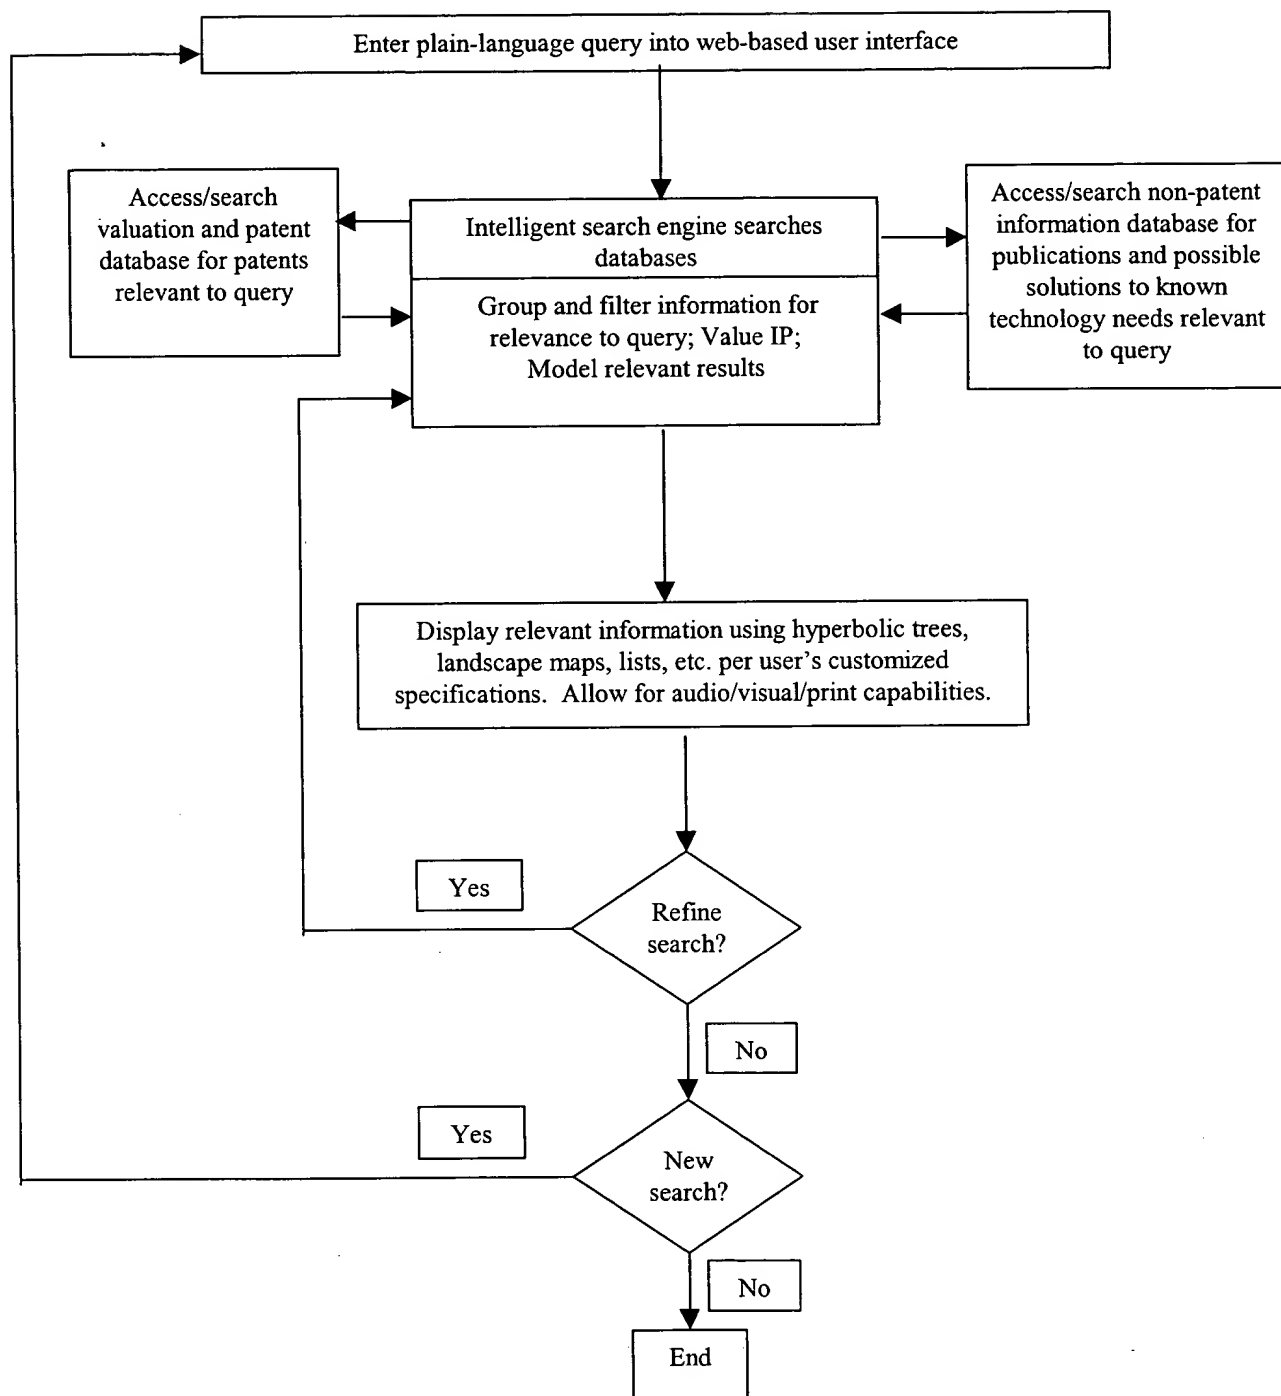 Enter plain-language query into web-based user interface
Access/search
valuation and patent
database for patents
relevant to query
Intelligent search engine searches
databases
Group and filter information for
relevance to query; Value IP;
Model relevant results
Access/search non-patent
information database for
publications and possible
solutions to known
technology needs relevant
to query
Display relevant information using hyperbolic trees,
landscape maps, lists, etc. per user's customized
specifications. Allow for audio/visual/print capabilities.
Yes
Refine
search?
No
Yes
New
search?
No
End